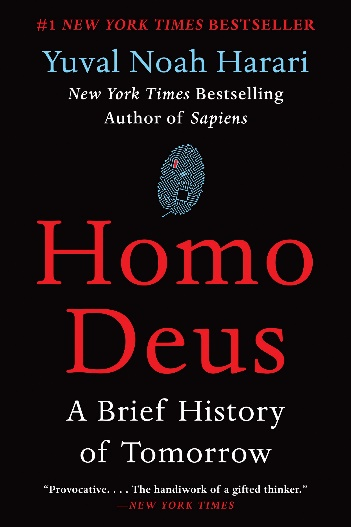 #1 NEW YORK TIMES BESTSELLER
Yuval Noah Harari
New York Times Bestselling
Author of Sapiens
Homo
Deus
A Brief History
of Tomorrow
“Provocative. . . . The handiwork of a gifted thinker.”
—NEW YORK TIMES